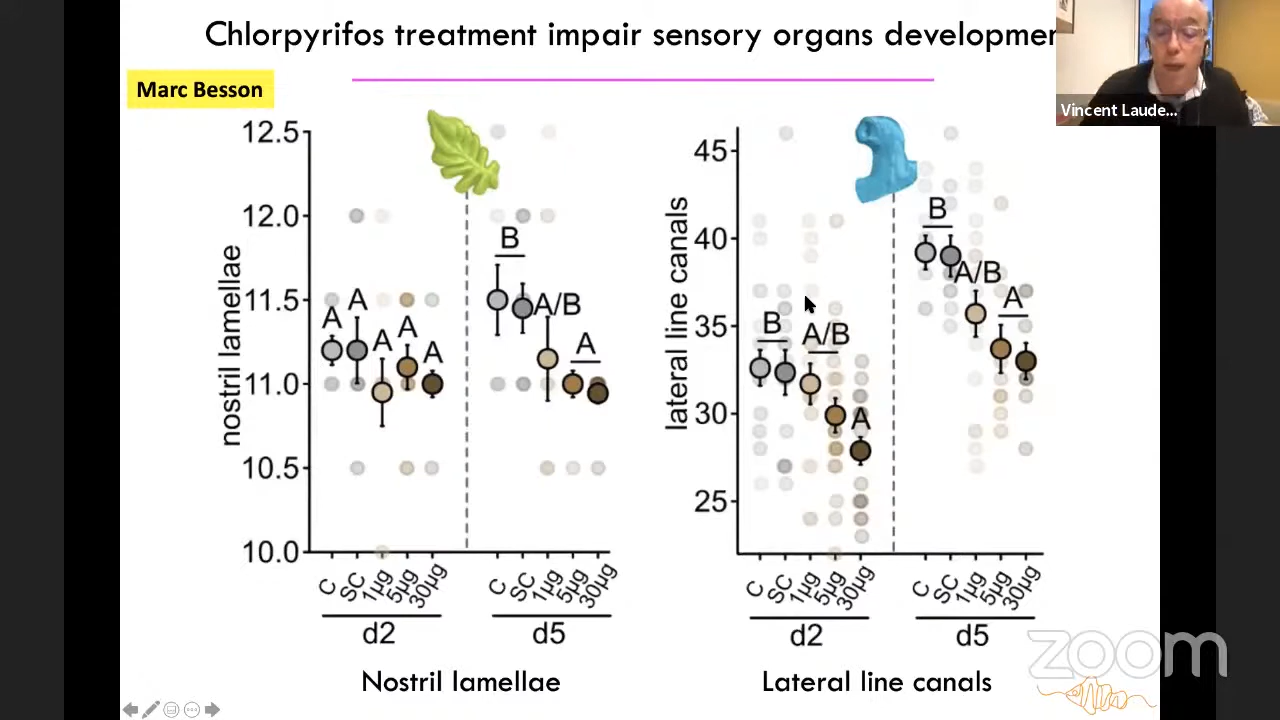 Chlorpyrifos treatment impair sensory organs developmen
Vincent Laude...
Marc Besson
nostril lamellae
12.5
12.0
11.5
11.0
10.5
10.0
A
A
A
A
A
B
A/B
A
C
SC
1µg
5µg
30µg
d2
C
SC
1µg
5µg
30µg
d5
Nostril lamellae
lateral line canals
45
40
35
30
25
B
A/B
A
B
A/B
A
C
SC
1µg
5µg
30µg
d2
C
SC
1µg
5µg
30µg
d5
Lateral line canals
zoom